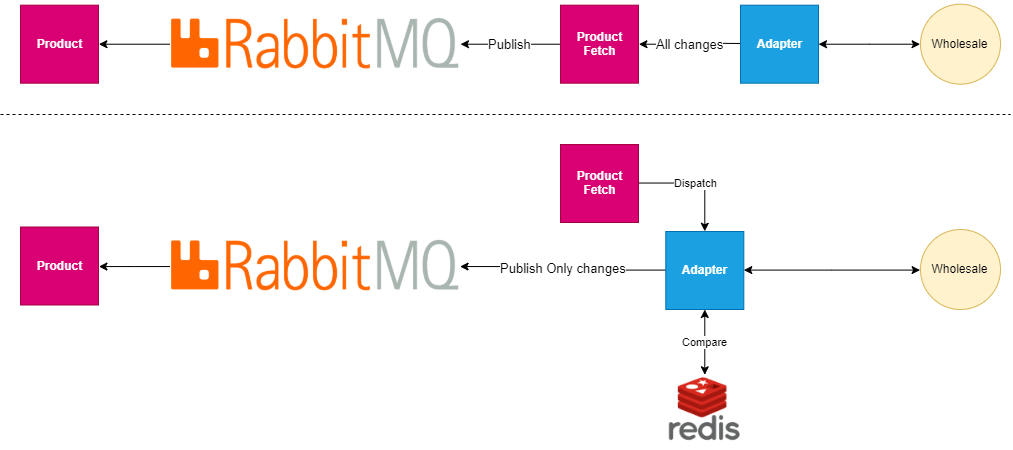 Product
RabbitMQ
Publish
Product
Fetch
All changes
Adapter
Wholesale
Product
Fetch
Dispatch
Product
RabbitMQ
Publish Only changes
Adapter
Wholesale
Compare
redis